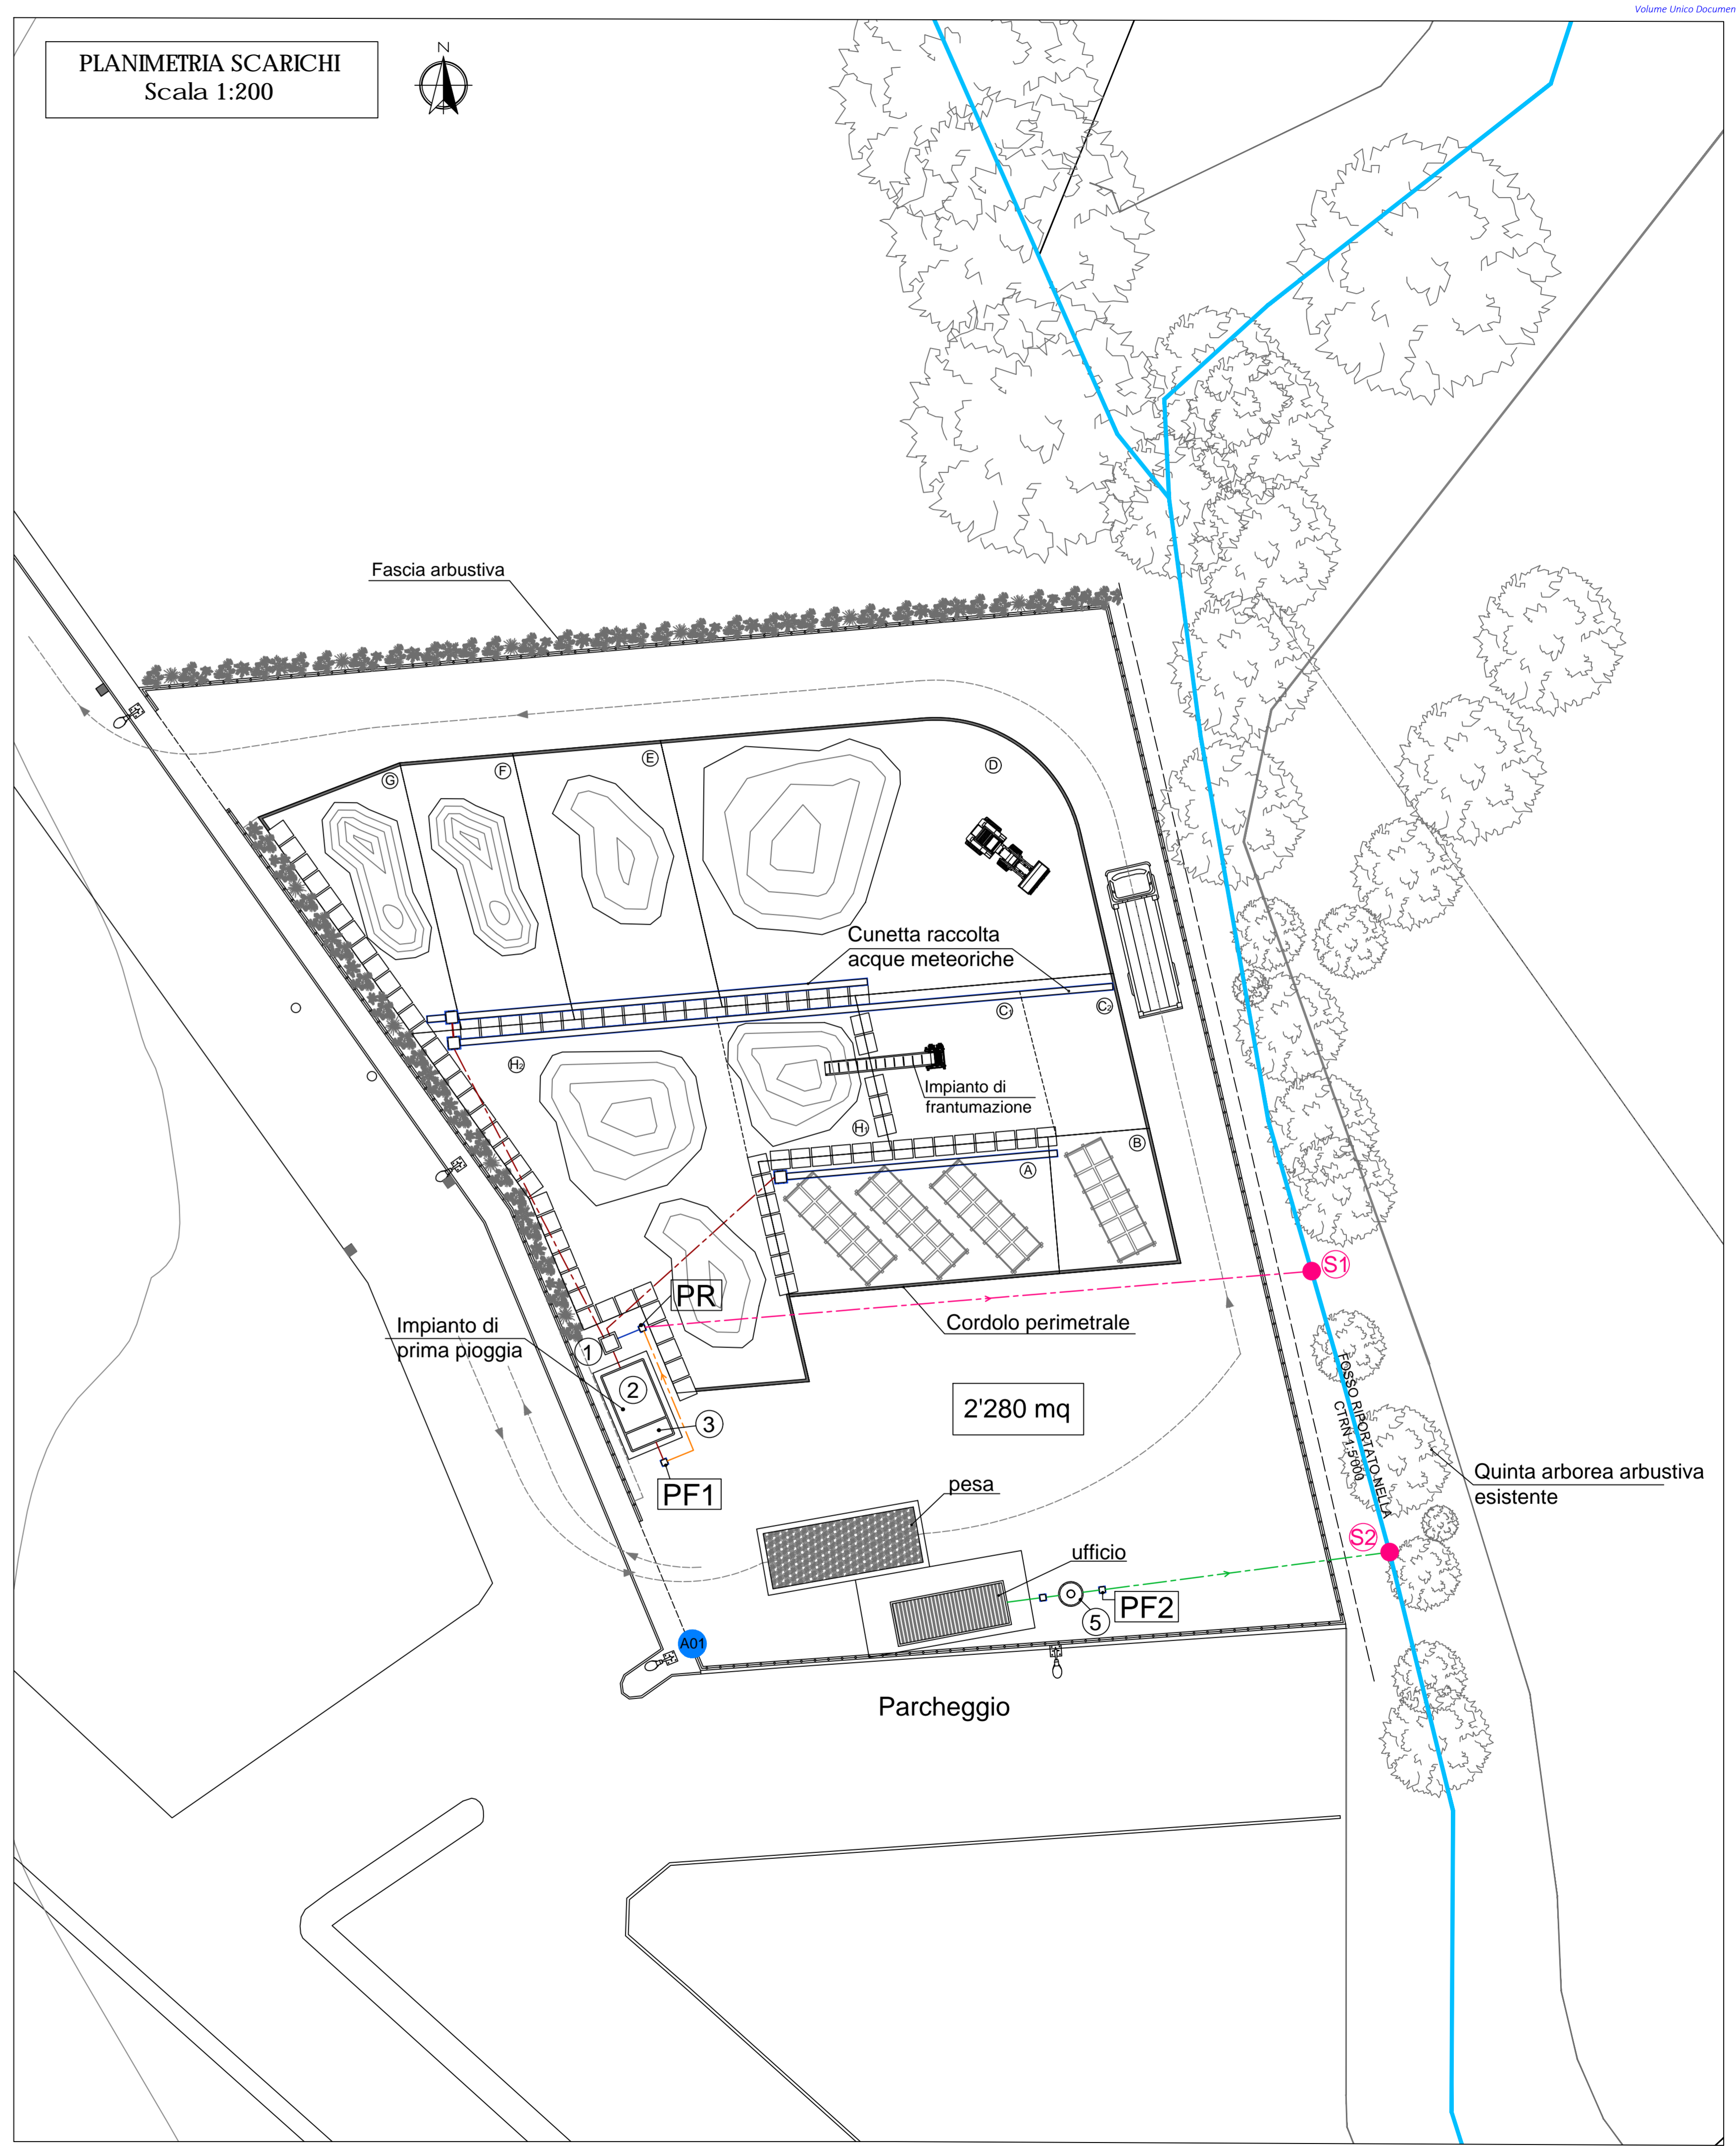 Volume Unico Documen
PLANIMETRIA SCARICHI
Scala 1:200
N
Fascia arbustiva
G
F
E
D
Cunetta raccolta
acque meteoriche
C1
C2
H2
Impianto di
frantumazione
H1
A
B
S1
PR
Impianto di
prima pioggia
1
Cordolo perimetrale
2
3
2'280 mq
FOSSO RIPORTATO NELLA
CTRN 1:5'000
Quinta arborea arbustiva
esistente
PF1
pesa
S2
ufficio
PF2
5
A01
Parcheggio